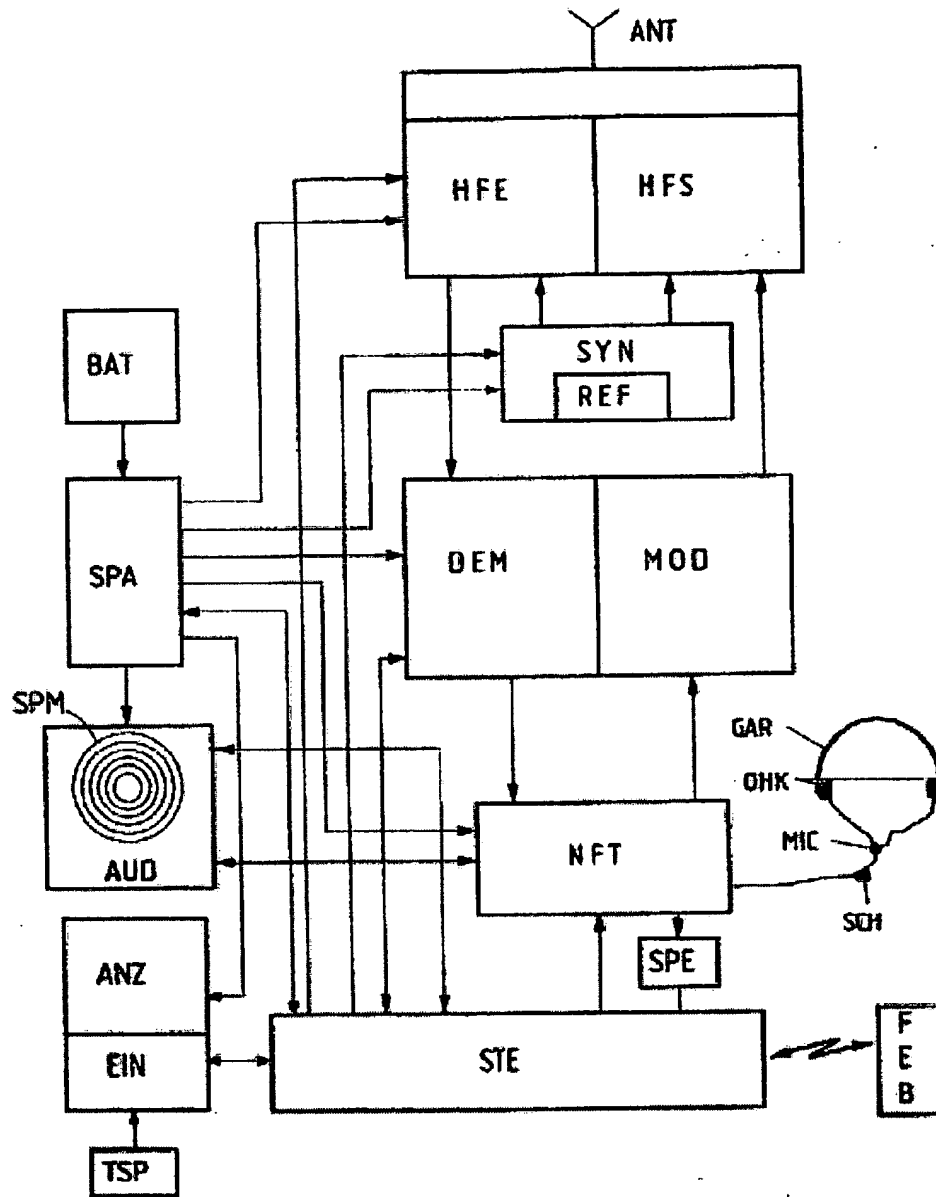 ANT
HFE
HFS
BAT
SYN
REF
SPA
DEM
MOD
SPM
GAR
OHK
MIC
NFT
AUD
SCH
SPE
ANZ
EIN
STE
F
E
B
TSP